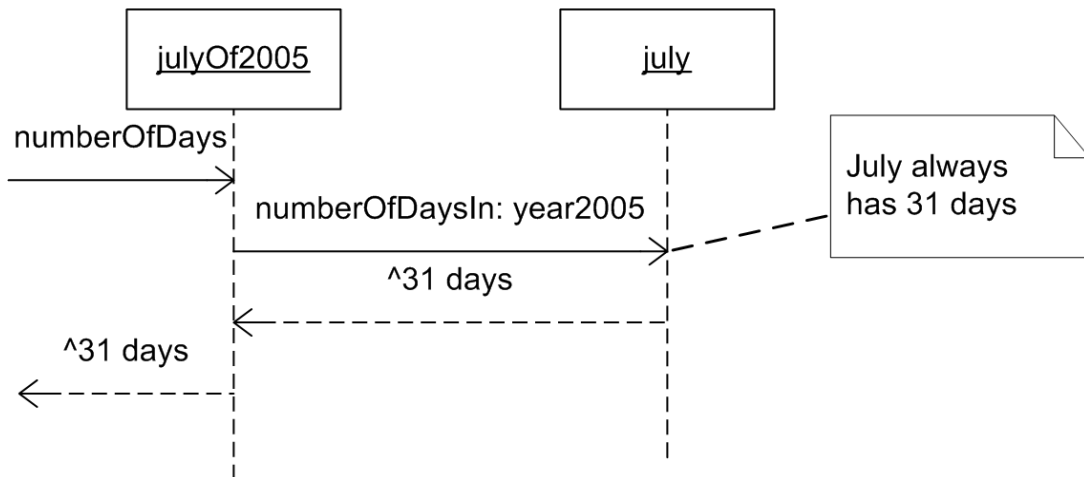 julyOf2005
july
numberOfDays
numberOfDaysIn: year2005
July always
has 31 days
^31 days
^31 days